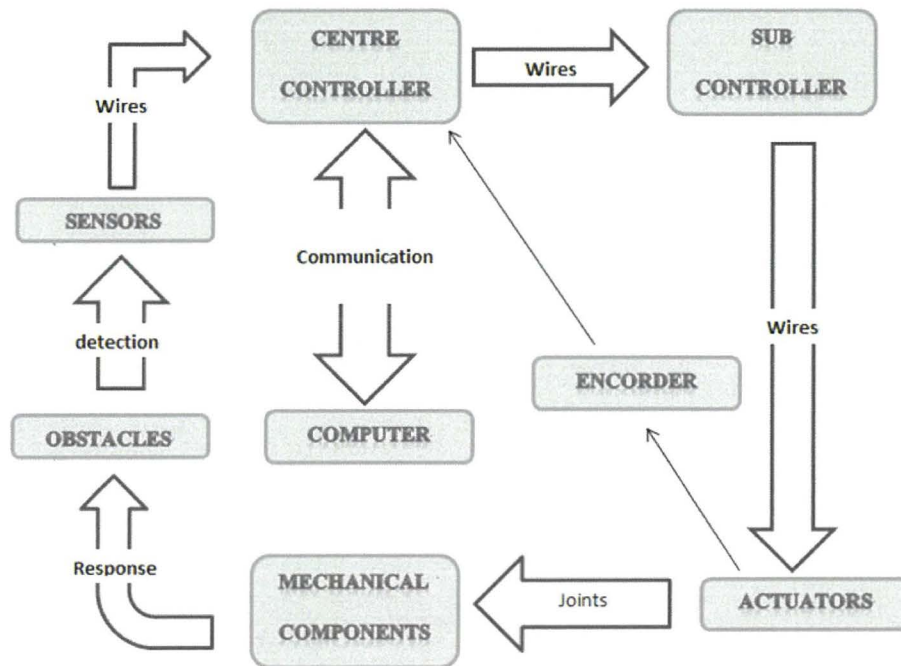 CENTRE
CONTROLLER
Wires
SUB
CONTROLLER
Wires
SENSORS
Communication
detection
Wires
ENCORDER
OBSTACLES
COMPUTER
Response
MECHANICAL
COMPONENTS
Joints
ACTUATORS